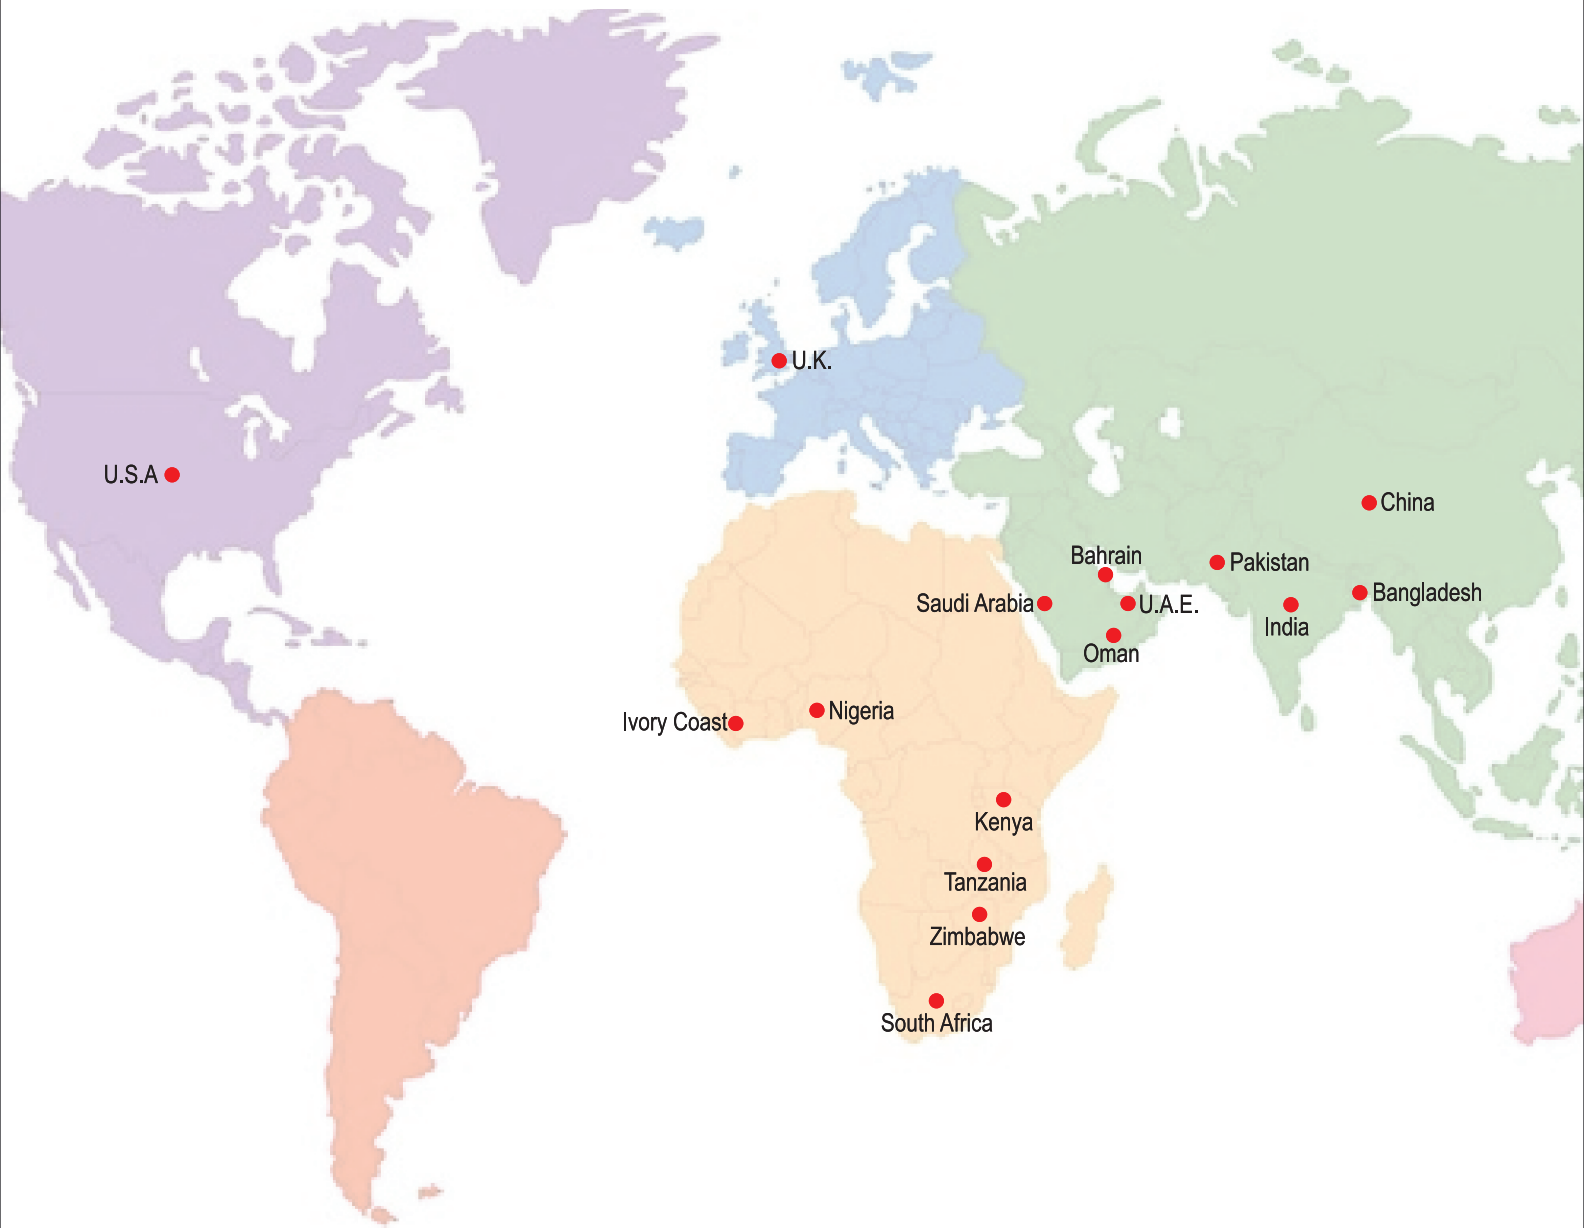 U.K.
U.S.A
China
Bahrain
Pakistan
Bangladesh
Saudi Arabia
U.A.E.
India
Oman
Ivory Coast
Nigeria
Kenya
Tanzania
Zimbabwe
South Africa